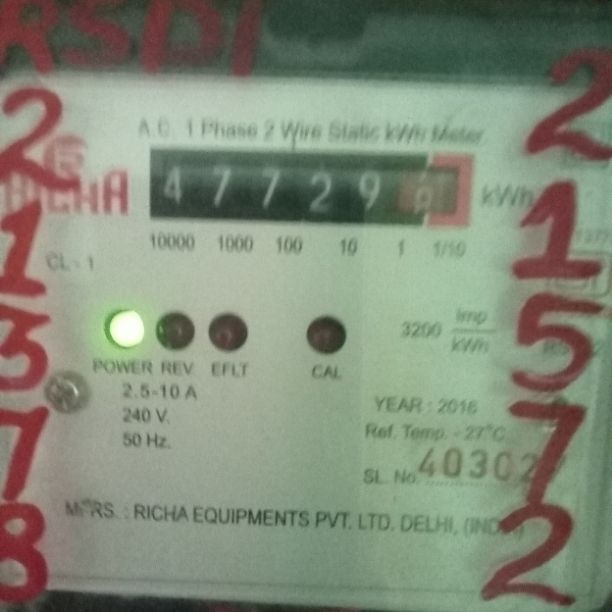 RSDI
A.C. 1 Phase 2 Wire Static kWh Meter
RICHA
47729 kWh
10000 1000 100 10 1 1/10
CL - 1
3200 Imp/kWh
POWER REV EFLT CAL
2.5-10 A
240 V.
50 Hz.
YEAR : 2016
Ref. Temp. - 27°C
SL. No. 40302
MFRS. : RICHA EQUIPMENTS PVT. LTD. DELHI, (INDIA)
2
1
3
7
8
2
1
5
7
2